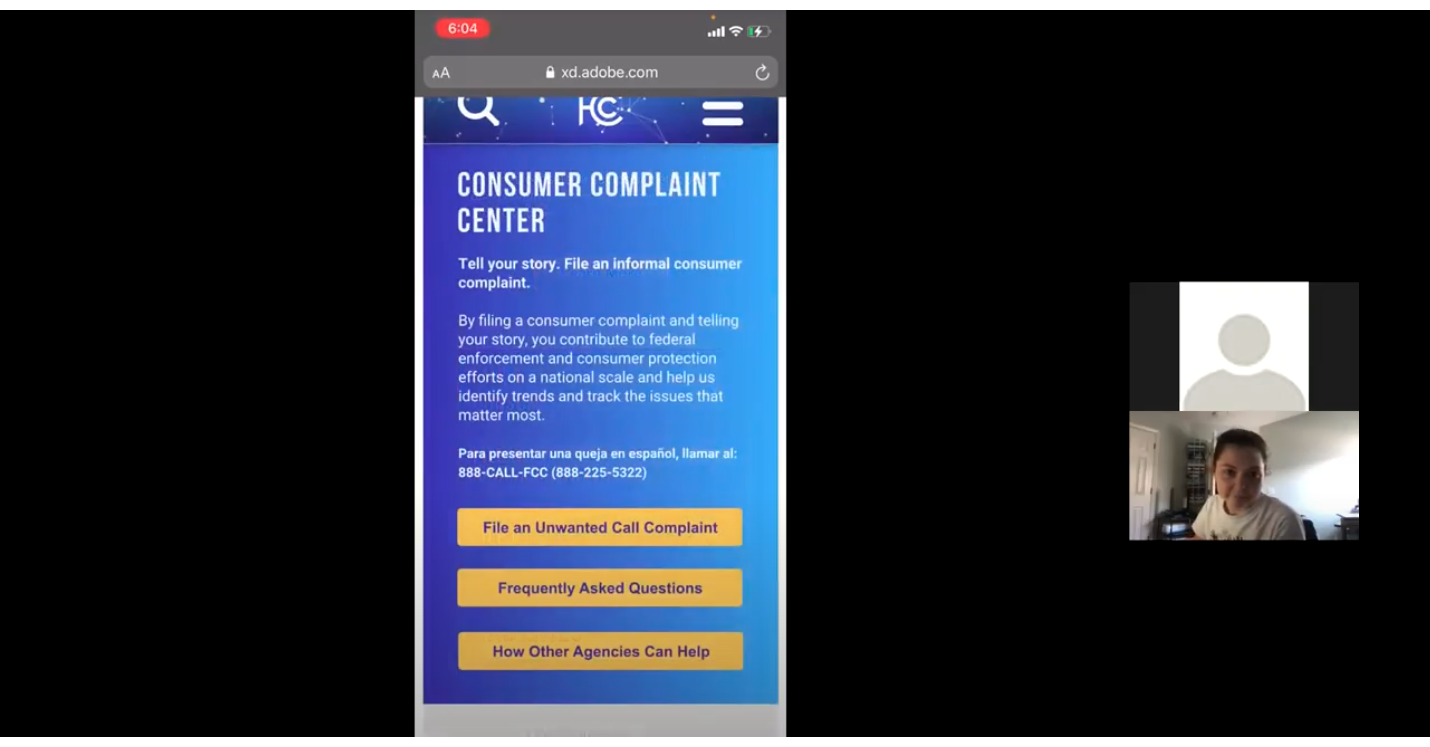 6:04
AA xd.adobe.com
FCC
CONSUMER COMPLAINT
CENTER
Tell your story. File an informal consumer
complaint.
By filing a consumer complaint and telling
your story, you contribute to federal
enforcement and consumer protection
efforts on a national scale and help us
identify trends and track the issues that
matter most.
Para presentar una queja en español, llamar al:
888-CALL-FCC (888-225-5322)
File an Unwanted Call Complaint
Frequently Asked Questions
How Other Agencies Can Help